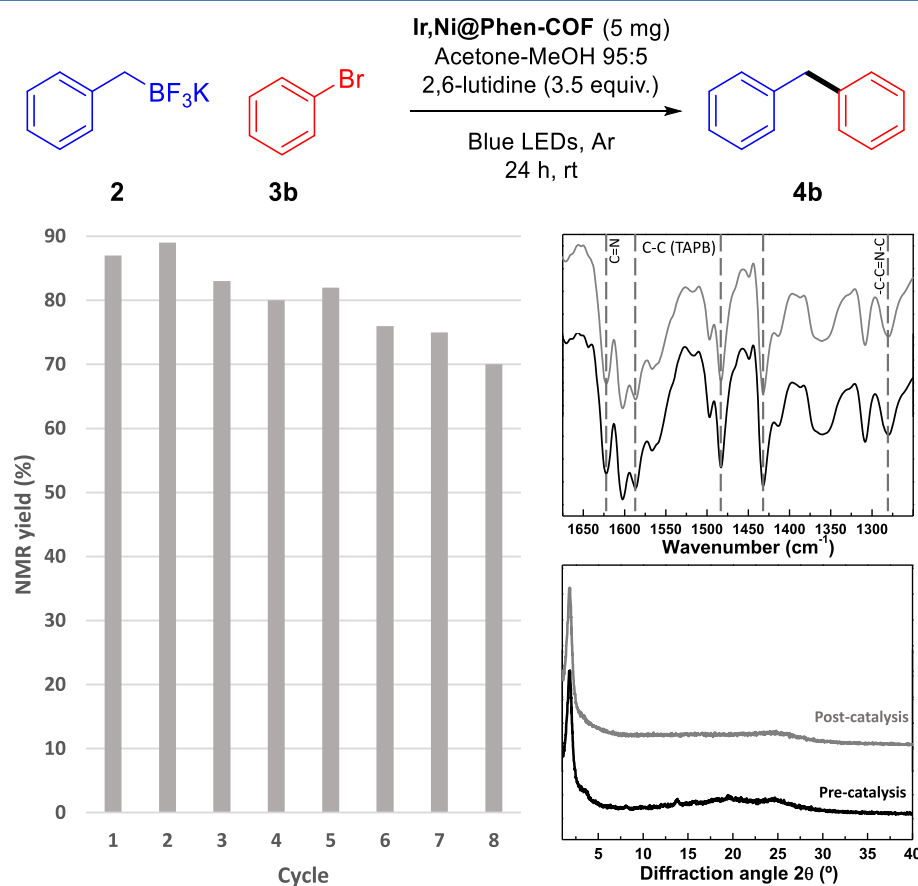 Ir,Ni@Phen-COF (5 mg)
Acetone-MeOH 95:5
2,6-lutidine (3.5 equiv.)
Blue LEDs, Ar
24 h, rt
BF3K
Br
2
3b
4b
NMR yield (%)
90
80
70
60
50
40
30
20
10
0
1 2 3 4 5 6 7 8
Cycle
C=N
C-C (TAPB)
-C-C=N-C
1650 1600 1550 1500 1450 1400 1350 1300
Wavenumber (cm-1)
Post-catalysis
Pre-catalysis
5 10 15 20 25 30 35 40
Diffraction angle 2θ (º)